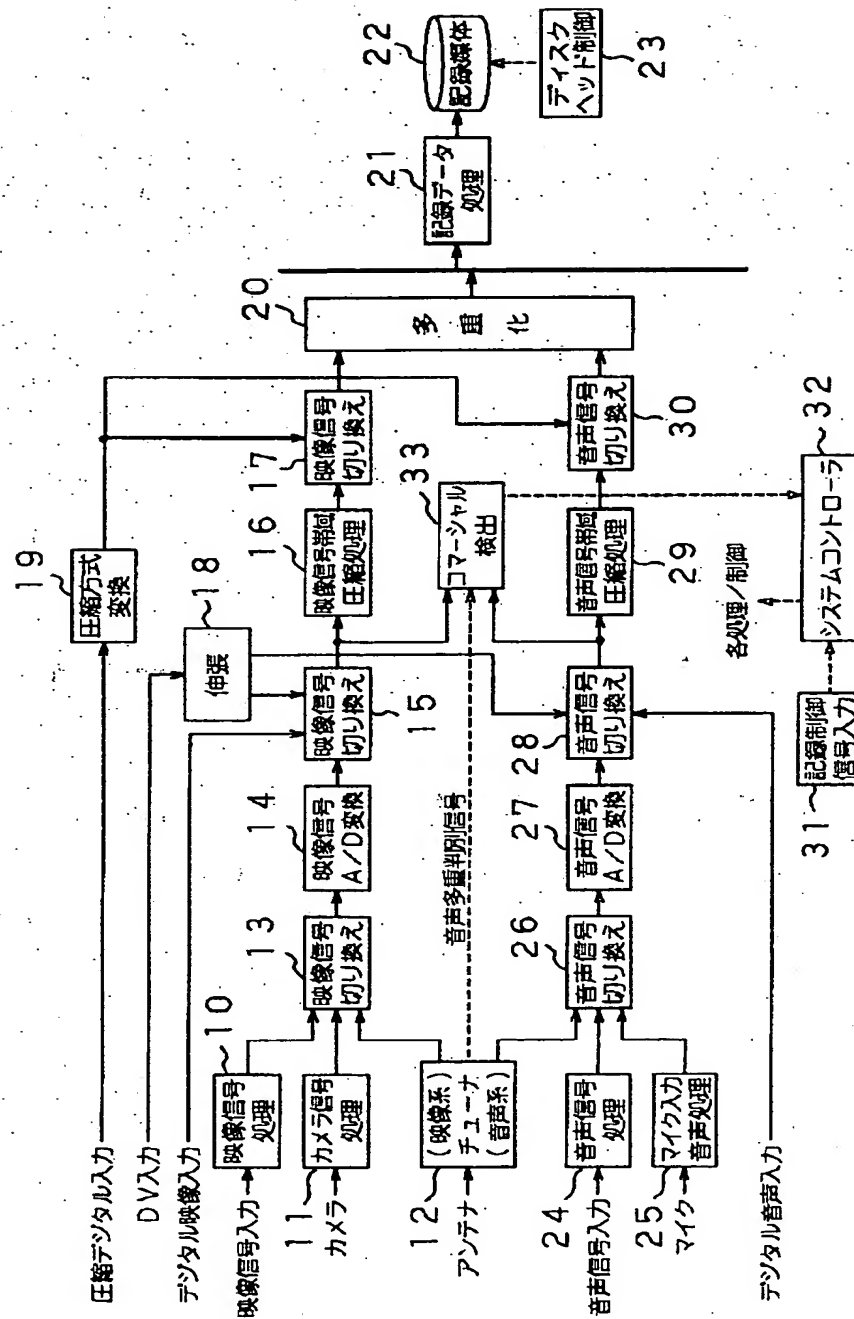 圧縮デジタル入力
DV入力
デジタル映像入力
映像信号入力
カメラ
アンテナ
音声信号入力
マイク
デジタル音声入力
10
映像信号
処理
11
カメラ信号
処理
12
(映像系)
チューナ
(音声系)
24
音声信号
処理
25
マイク入力
音声処理
13
映像信号
切り換え
14
映像信号
A/D変換
15
映像信号
切り換え
16
映像信号帯域
圧縮処理
17
映像信号
切り換え
18
伸張
19
圧縮方式
変換
音声多重判別信号
26
音声信号
切り換え
27
音声信号
A/D変換
28
音声信号
切り換え
29
音声信号帯域
圧縮処理
30
音声信号
切り換え
33
コマーシャル
検出
31
記録制御
信号入力
32
システムコントローラ
各処理/制御
20
多重化
21
記録データ
処理
22
記録媒体
23
ディスク
ヘッド制御